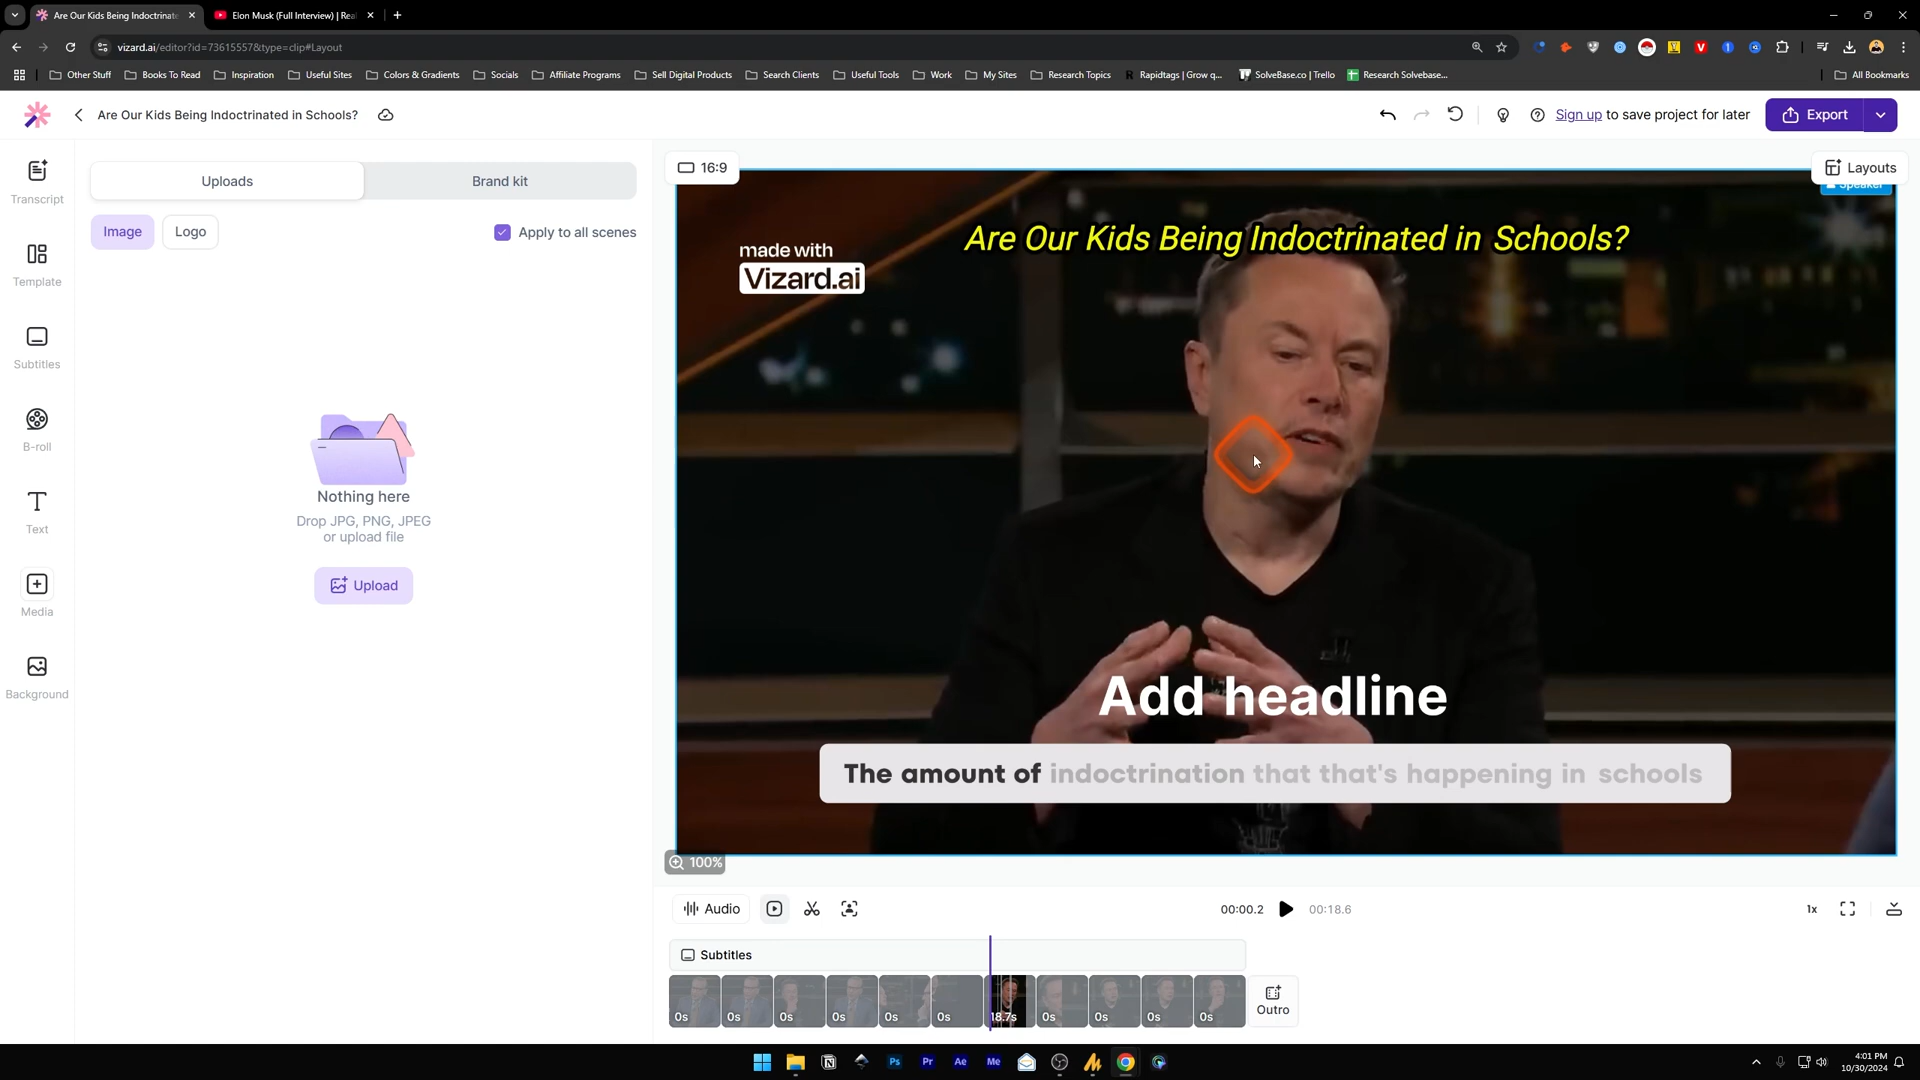 Are Our Kids Being Indoctrinate
Elon Musk (Full Interview) | Rea
vizard.ai/editor?id=73615557&type=clip#Layout
Other Stuff
Books To Read
Inspiration
Useful Sites
Colors & Gradients
Socials
Affiliate Programs
Sell Digital Products
Search Clients
Useful Tools
Work
My Sites
Research Topics
Rapidtags | Grow q...
SolveBase.co | Trello
Research Solvebase...
All Bookmarks
Are Our Kids Being Indoctrinated in Schools?
Sign up to save project for later
Export
Transcript
Template
Subtitles
B-roll
Text
Media
Background
Uploads
Brand kit
Image
Logo
Apply to all scenes
Nothing here
Drop JPG, PNG, JPEG
or upload file
Upload
16:9
Layouts
Speaker
Are Our Kids Being Indoctrinated in Schools?
made with
Vizard.ai
Add headline
The amount of indoctrination that that's happening in schools
100%
Audio
00:00.2
00:18.6
1x
Subtitles
0s
0s
0s
0s
0s
0s
18.7s
0s
0s
0s
0s
Outro
Ps
Pr
Ae
Me
4:01 PM
10/30/2024